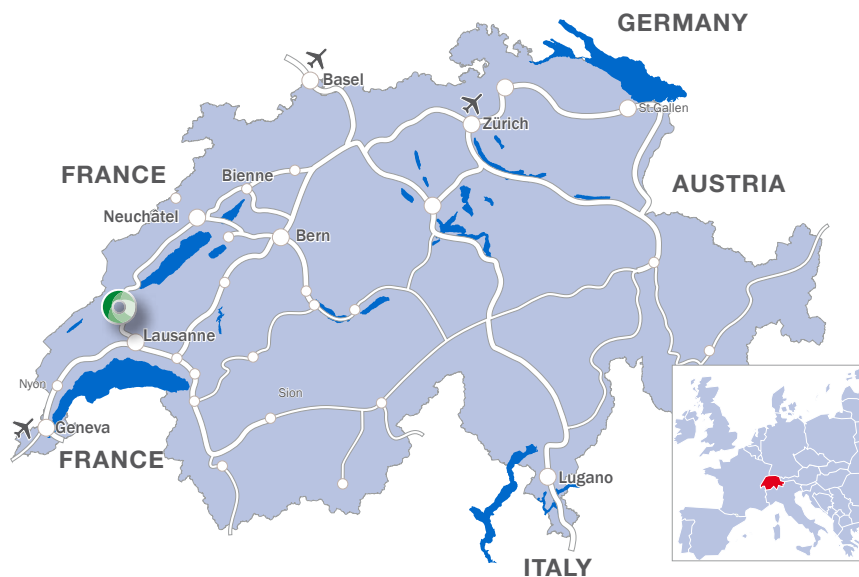 GERMANY
Basel
St.Gallen
Zürich
FRANCE
Bienne
AUSTRIA
Neuchâtel
Bern
Lausanne
Nyon
Sion
Geneva
FRANCE
Lugano
ITALY